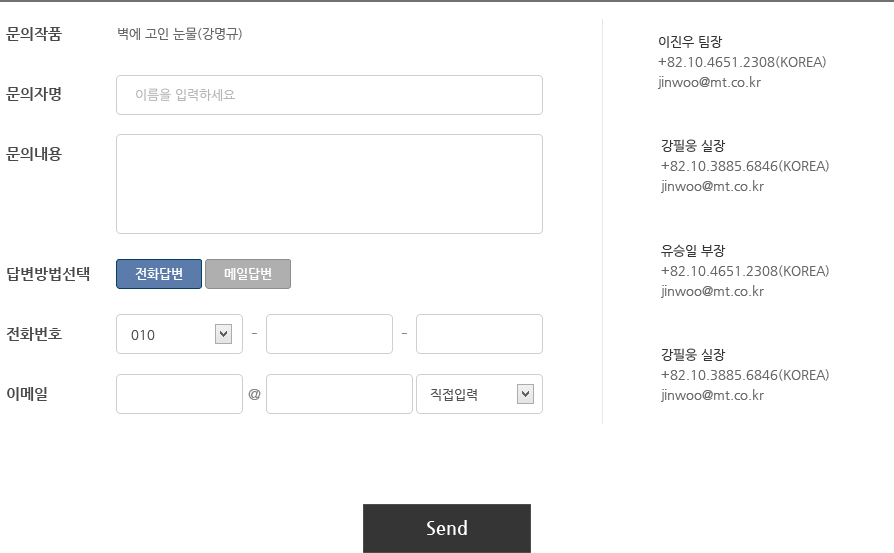 문의작품
벽에 고인 눈물(강명규)
문의자명
이름을 입력하세요
문의내용
답변방법선택
전화답변
메일답변
전화번호
010
-
-
이메일
@
직접입력
이진우 팀장
+82.10.4651.2308(KOREA)
jinwoo@mt.co.kr
강필웅 실장
+82.10.3885.6846(KOREA)
jinwoo@mt.co.kr
유승일 부장
+82.10.4651.2308(KOREA)
jinwoo@mt.co.kr
강필웅 실장
+82.10.3885.6846(KOREA)
jinwoo@mt.co.kr
Send